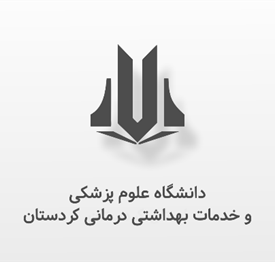 دانشگاه علوم پزشکی
و خدمات بهداشتی درمانی کردستان